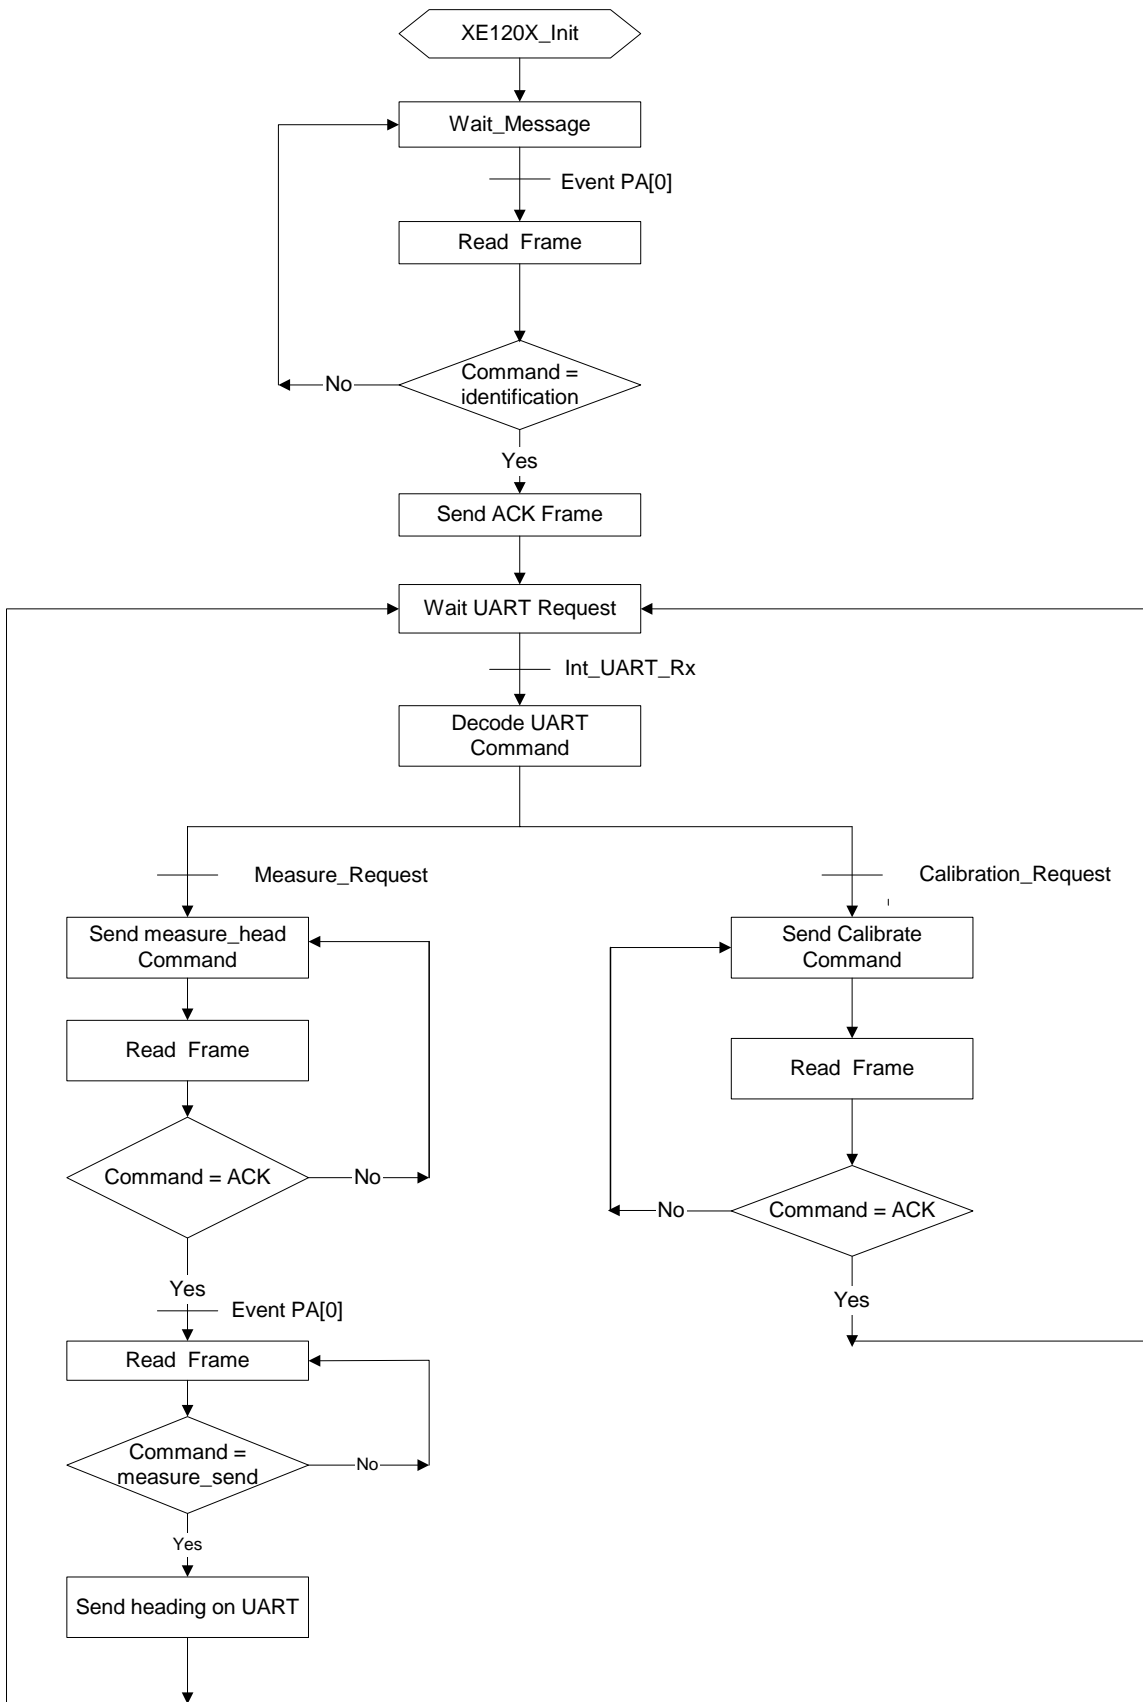 XE120X_Init
Wait_Message
Event PA[0]
Read Frame
Command =
identification
No
Yes
Send ACK Frame
Wait UART Request
Int_UART_Rx
Decode UART
Command
Measure_Request
Calibration_Request
Send measure_head
Command
Send Calibrate
Command
Read Frame
Read Frame
Command = ACK
No
Command = ACK
No
Yes
Yes
Event PA[0]
Read Frame
Command =
measure_send
No
Yes
Send heading on UART